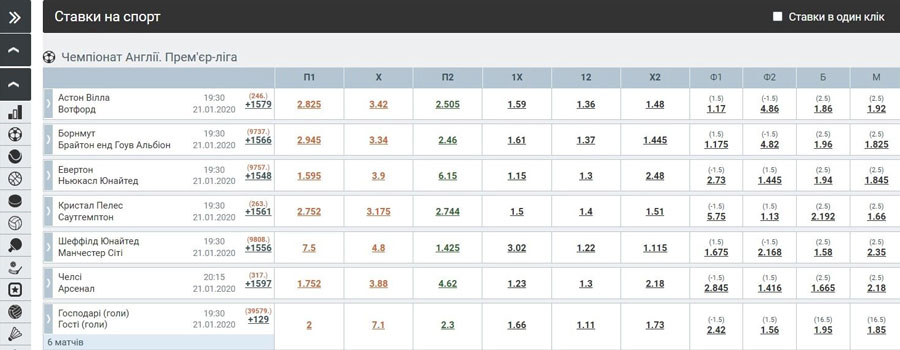 Ставки на спорт
Ставки в один клік
Чемпіонат Англії. Прем'єр-ліга
П1 X П2 1X 12 X2 Ф1 Ф2 Б М
Астон Вілла 19:30 (246.) (1.5) (-1.5) (2.5) (2.5)
Вотфорд 21.01.2020 +1579 2.825 3.42 2.505 1.59 1.36 1.48 1.17 4.86 1.86 1.92
Борнмут 19:30 (9737.) (1.5) (-1.5) (2.5) (2.5)
Брайтон енд Гоув Альбіон 21.01.2020 +1566 2.945 3.34 2.46 1.61 1.37 1.445 1.175 4.82 1.96 1.825
Евертон 19:30 (9757.) (-1.5) (1.5) (2.5) (2.5)
Ньюкасл Юнайтед 21.01.2020 +1548 1.595 3.9 6.15 1.15 1.3 2.48 2.73 1.445 1.94 1.845
Кристал Пелес 19:30 (263.) (-1.5) (1.5) (2.5) (2.5)
Саутгемптон 21.01.2020 +1561 2.752 3.175 2.744 1.5 1.4 1.51 5.75 1.13 2.192 1.66
Шеффілд Юнайтед 19:30 (9808.) (1.5) (-1.5) (2.5) (2.5)
Манчестер Сіті 21.01.2020 +1556 7.5 4.8 1.425 3.02 1.22 1.115 1.675 2.168 1.58 2.35
Челсі 20:15 (317.) (-1.5) (1.5) (2.5) (2.5)
Арсенал 21.01.2020 +1597 1.752 3.88 4.62 1.23 1.3 2.18 2.845 1.416 1.665 2.18
Господарі (голи) 19:30 (39579.) (-1.5) (1.5) (16.5) (16.5)
Гості (голи) 21.01.2020 +129 2 7.1 2.3 1.66 1.11 1.73 2.42 1.56 1.95 1.85
6 матчів